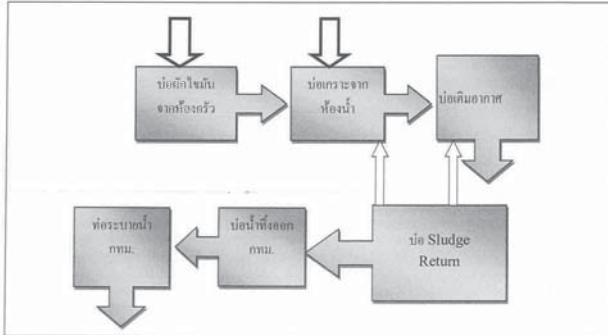 บ่อดักไขมัน
จากห้องครัว
บ่อเกราะจาก
ห้องน้ำ
บ่อเติมอากาศ
ท่อระบายน้ำ
กทม.
บ่อน้ำทิ้งออก
กทม.
บ่อ Sludge
Return